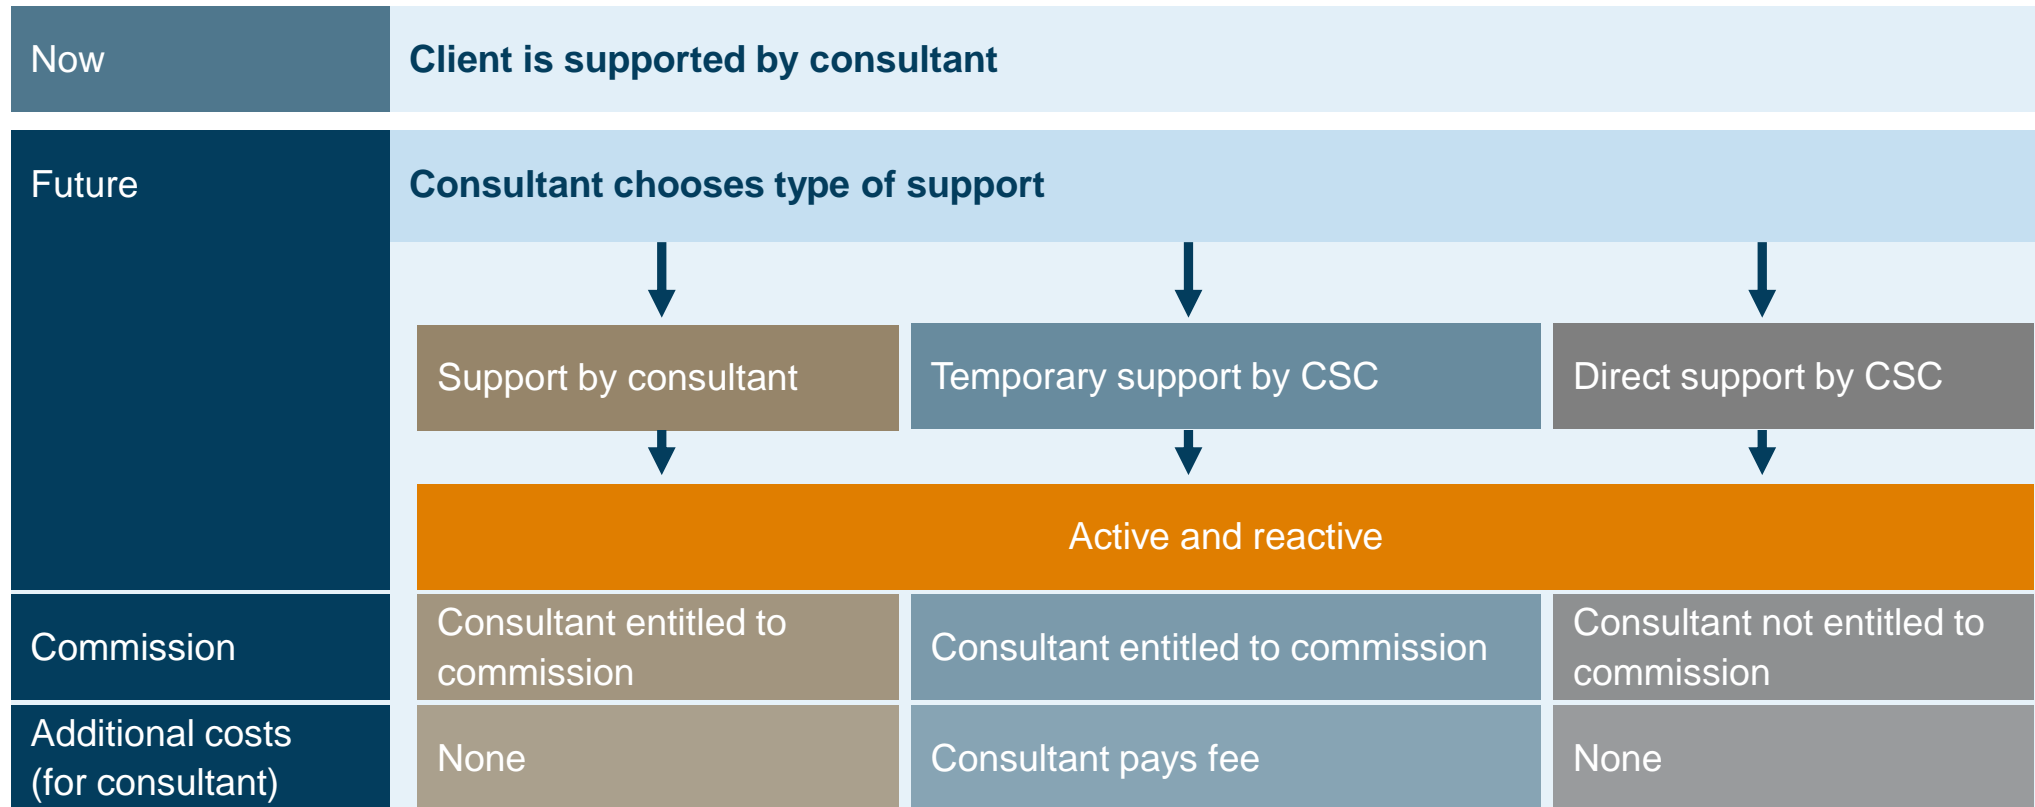 Now
Client is supported by consultant
Future
Consultant chooses type of support
Support by consultant
Temporary support by CSC
Direct support by CSC
Active and reactive
Commission
Consultant entitled to
commission
Consultant entitled to commission
Consultant not entitled to
commission
Additional costs
(for consultant)
None
Consultant pays fee
None